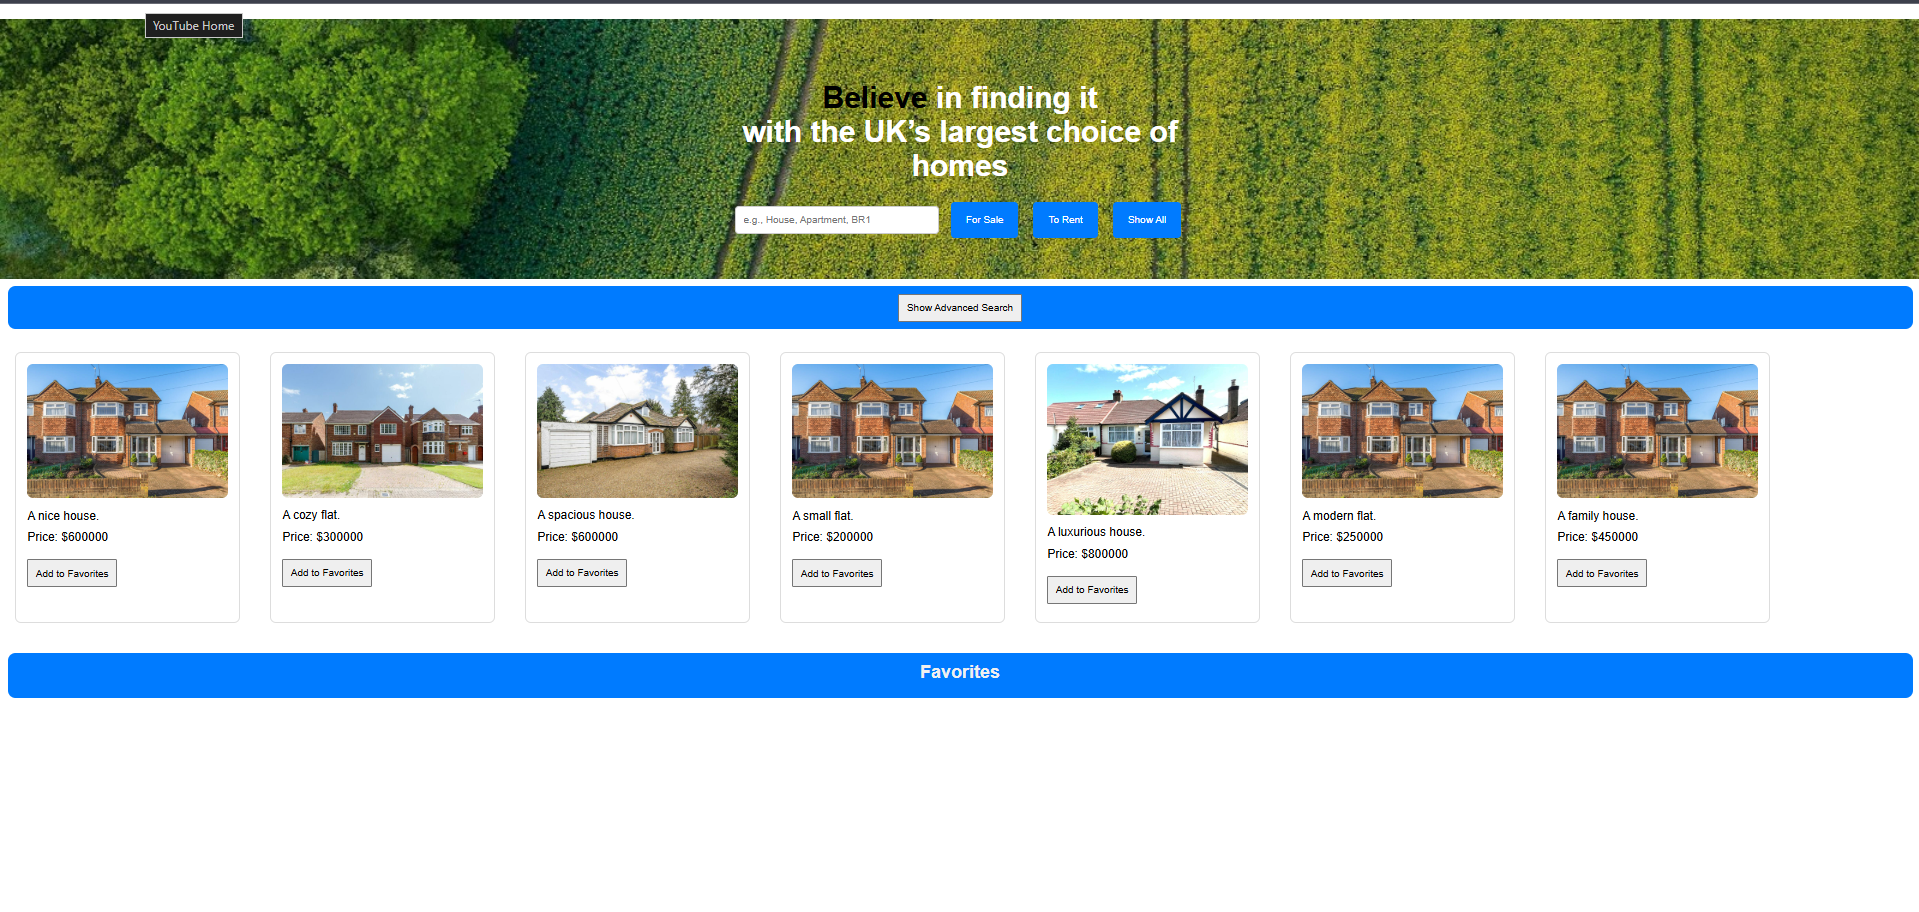 YouTube Home
Believe in finding it
with the UK’s largest choice of
homes
e.g., House, Apartment, BR1
For Sale
To Rent
Show All
Show Advanced Search
A nice house.
Price: $600000
Add to Favorites
A cozy flat.
Price: $300000
Add to Favorites
A spacious house.
Price: $600000
Add to Favorites
A small flat.
Price: $200000
Add to Favorites
A luxurious house.
Price: $800000
Add to Favorites
A modern flat.
Price: $250000
Add to Favorites
A family house.
Price: $450000
Add to Favorites
Favorites